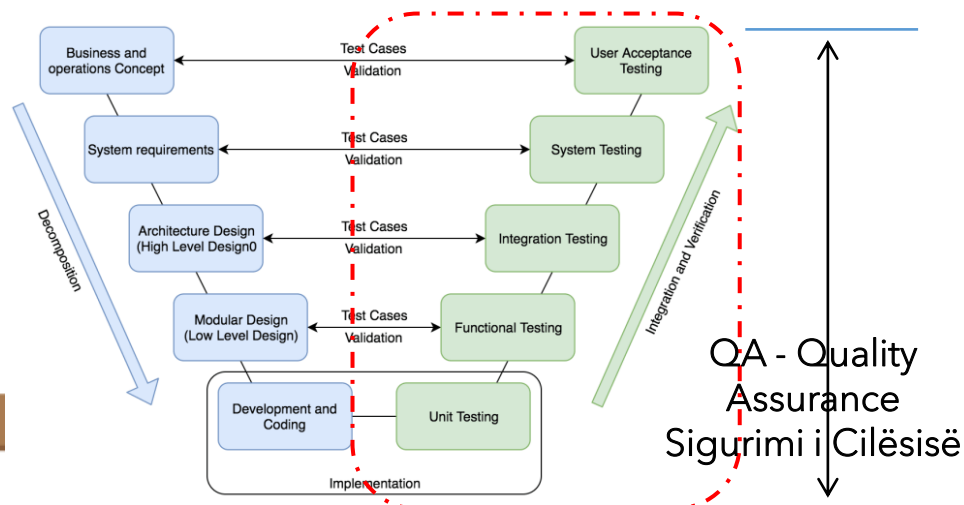 Business and
operations Concept
Test Cases
Validation
User Acceptance
Testing
System requirements
Test Cases
Validation
System Testing
Decomposition
Architecture Design
(High Level Design0
Test Cases
Validation
Integration Testing
Integration and Verification
Modular Design
(Low Level Design)
Test Cases
Validation
Functional Testing
QA - Quality
Assurance
Sigurimi i Cilësisë
Development and
Coding
Unit Testing
Implementation